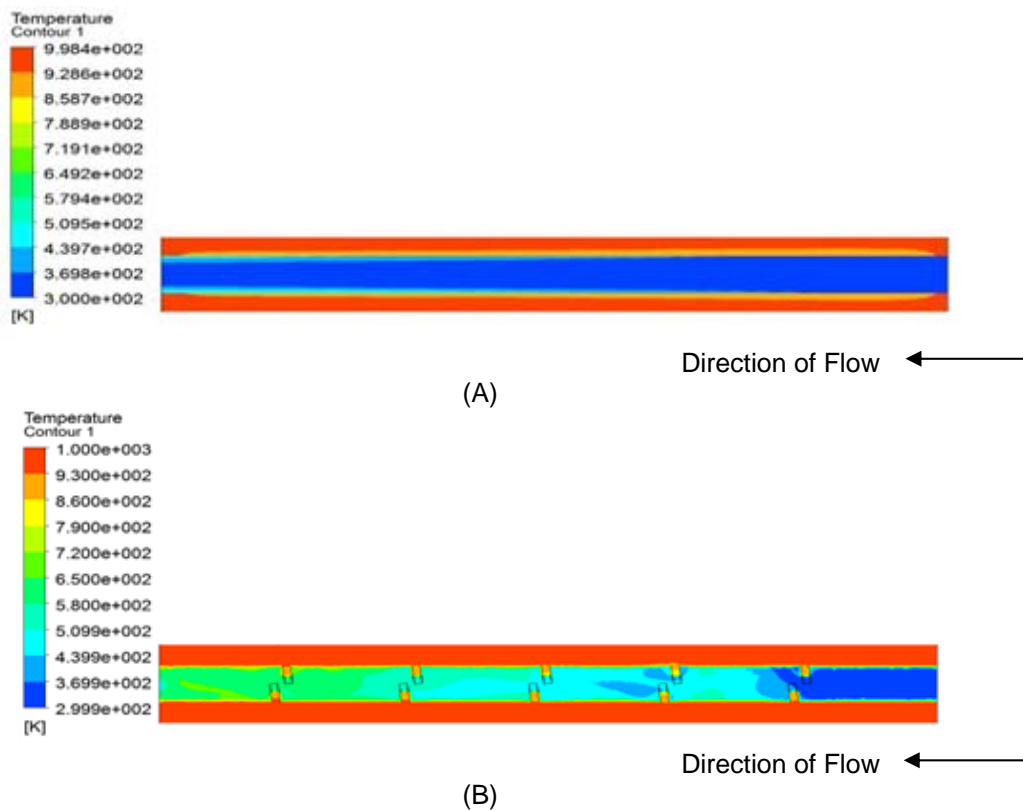 Temperature
Contour 1
9.984e+002
9.286e+002
8.587e+002
7.889e+002
7.191e+002
6.492e+002
5.794e+002
5.095e+002
4.397e+002
3.698e+002
3.000e+002
[K]
Direction of Flow
(A)
Temperature
Contour 1
1.000e+003
9.300e+002
8.600e+002
7.900e+002
7.200e+002
6.500e+002
5.800e+002
5.099e+002
4.399e+002
3.699e+002
2.999e+002
[K]
Direction of Flow
(B)